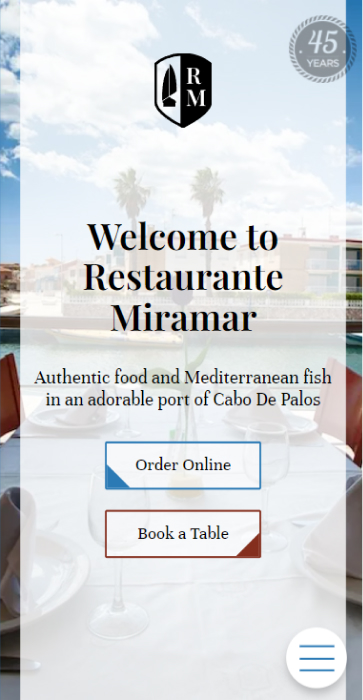 45
YEARS
R
M
Welcome to
Restaurante
Miramar
Authentic food and Mediterranean fish
in an adorable port of Cabo De Palos
Order Online
Book a Table